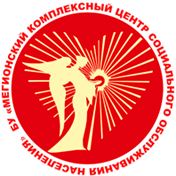 БУ «МЕГИОНСКИЙ КОМПЛЕКСНЫЙ ЦЕНТР СОЦИАЛЬНОГО ОБСЛУЖИВАНИЯ НАСЕЛЕНИЯ»